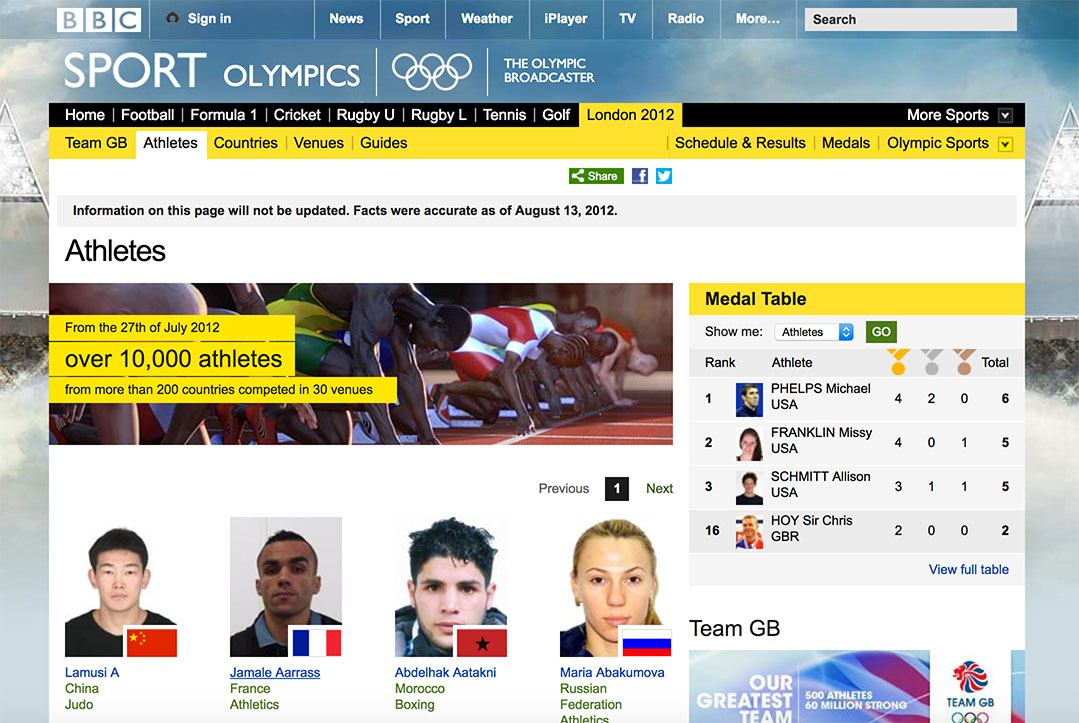 BBC
Sign in
News
Sport
Weather
iPlayer
TV
Radio
More...
Search
SPORT OLYMPICS
THE OLYMPIC
BROADCASTER
Home
Football
Formula 1
Cricket
Rugby U
Rugby L
Tennis
Golf
London 2012
More Sports
Team GB
Athletes
Countries
Venues
Guides
Schedule & Results
Medals
Olympic Sports
Share
Information on this page will not be updated. Facts were accurate as of August 13, 2012.
Athletes
From the 27th of July 2012
over 10,000 athletes
from more than 200 countries competed in 30 venues
Previous 1 Next
Lamusi A
China
Judo
Jamale Aarrass
France
Athletics
Abdelhak Aatakni
Morocco
Boxing
Maria Abakumova
Russian
Federation
Athletics
Medal Table
Show me: Athletes GO
Rank Athlete Total
1 PHELPS Michael 4 2 0 6
USA
2 FRANKLIN Missy 4 0 1 5
USA
3 SCHMITT Allison 3 1 1 5
USA
16 HOY Sir Chris 2 0 0 2
GBR
View full table
Team GB
OUR
GREATEST
TEAM
500 ATHLETES
60 MILLION STRONG
TEAM GB